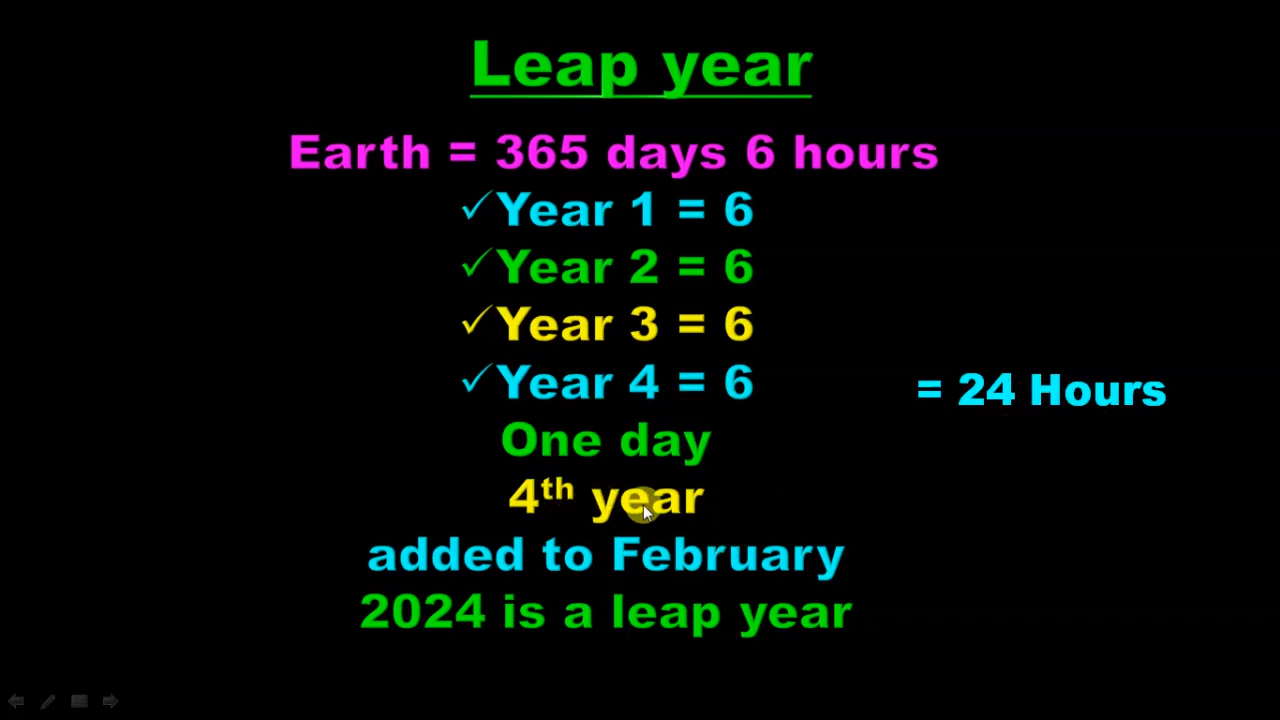 Leap year
Earth = 365 days 6 hours
✓Year 1 = 6
✓Year 2 = 6
✓Year 3 = 6
✓Year 4 = 6 = 24 Hours
One day
4th year
added to February
2024 is a leap year